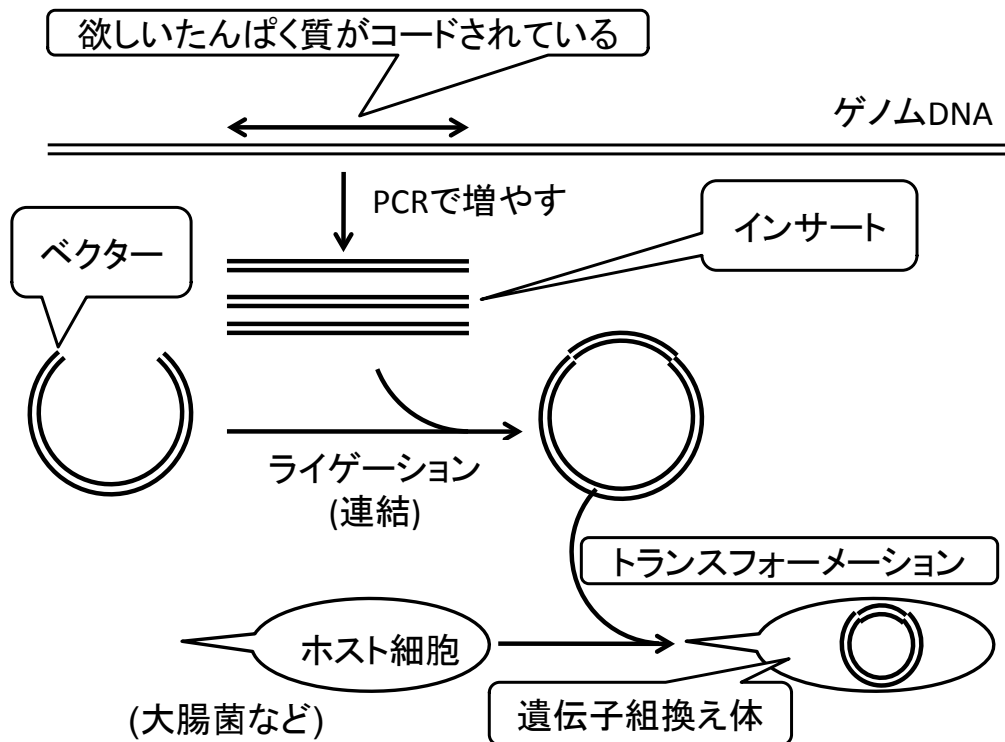 欲しいたんぱく質がコードされている
ゲノムDNA
PCRで増やす
インサート
ベクター
ライゲーション
(連結)
トランスフォーメーション
ホスト細胞
(大腸菌など)
遺伝子組換え体